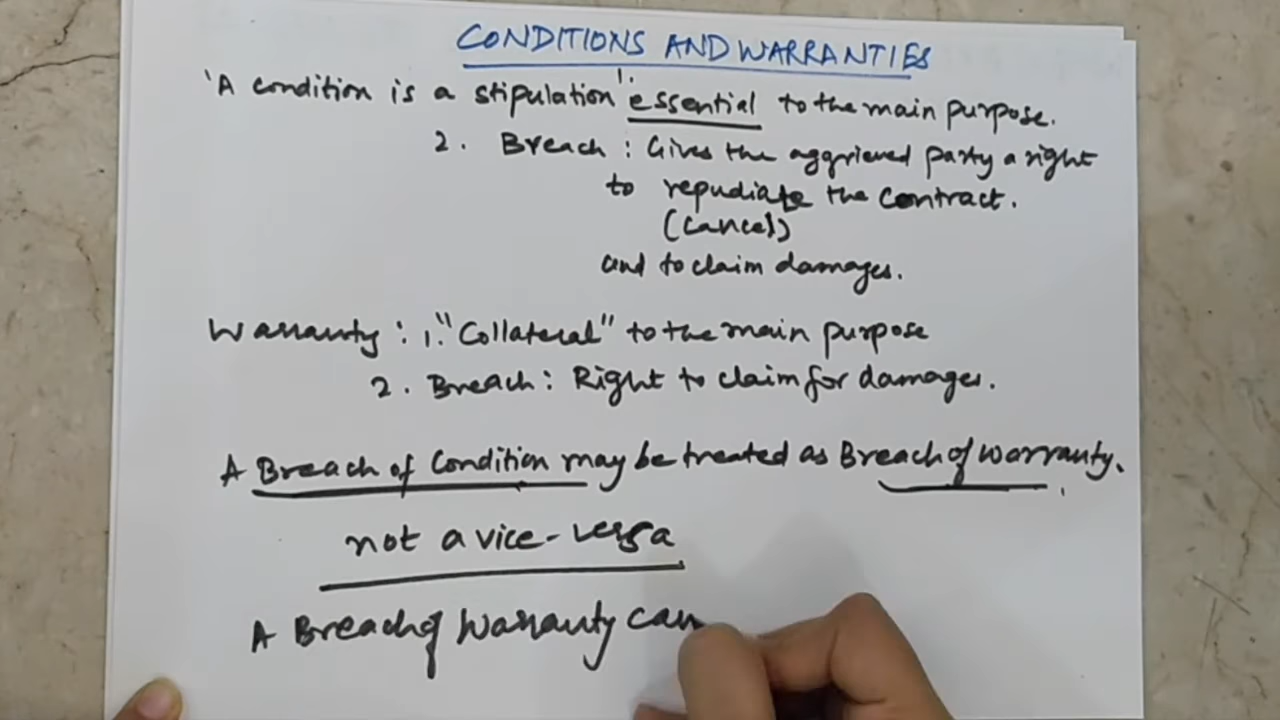 CONDITIONS AND WARRANTIES
'A condition is a stipulation' 1. essential to the main purpose.
2. Breach : Gives the aggrieved party a right
to repudiate the contract.
(cancel)
and to claim damages.
Warranty : 1. "Collateral" to the main purpose
2. Breach : Right to claim for damages.
A Breach of Condition may be treated as Breach of warranty.
not a vice-versa
A Breach of Warranty can